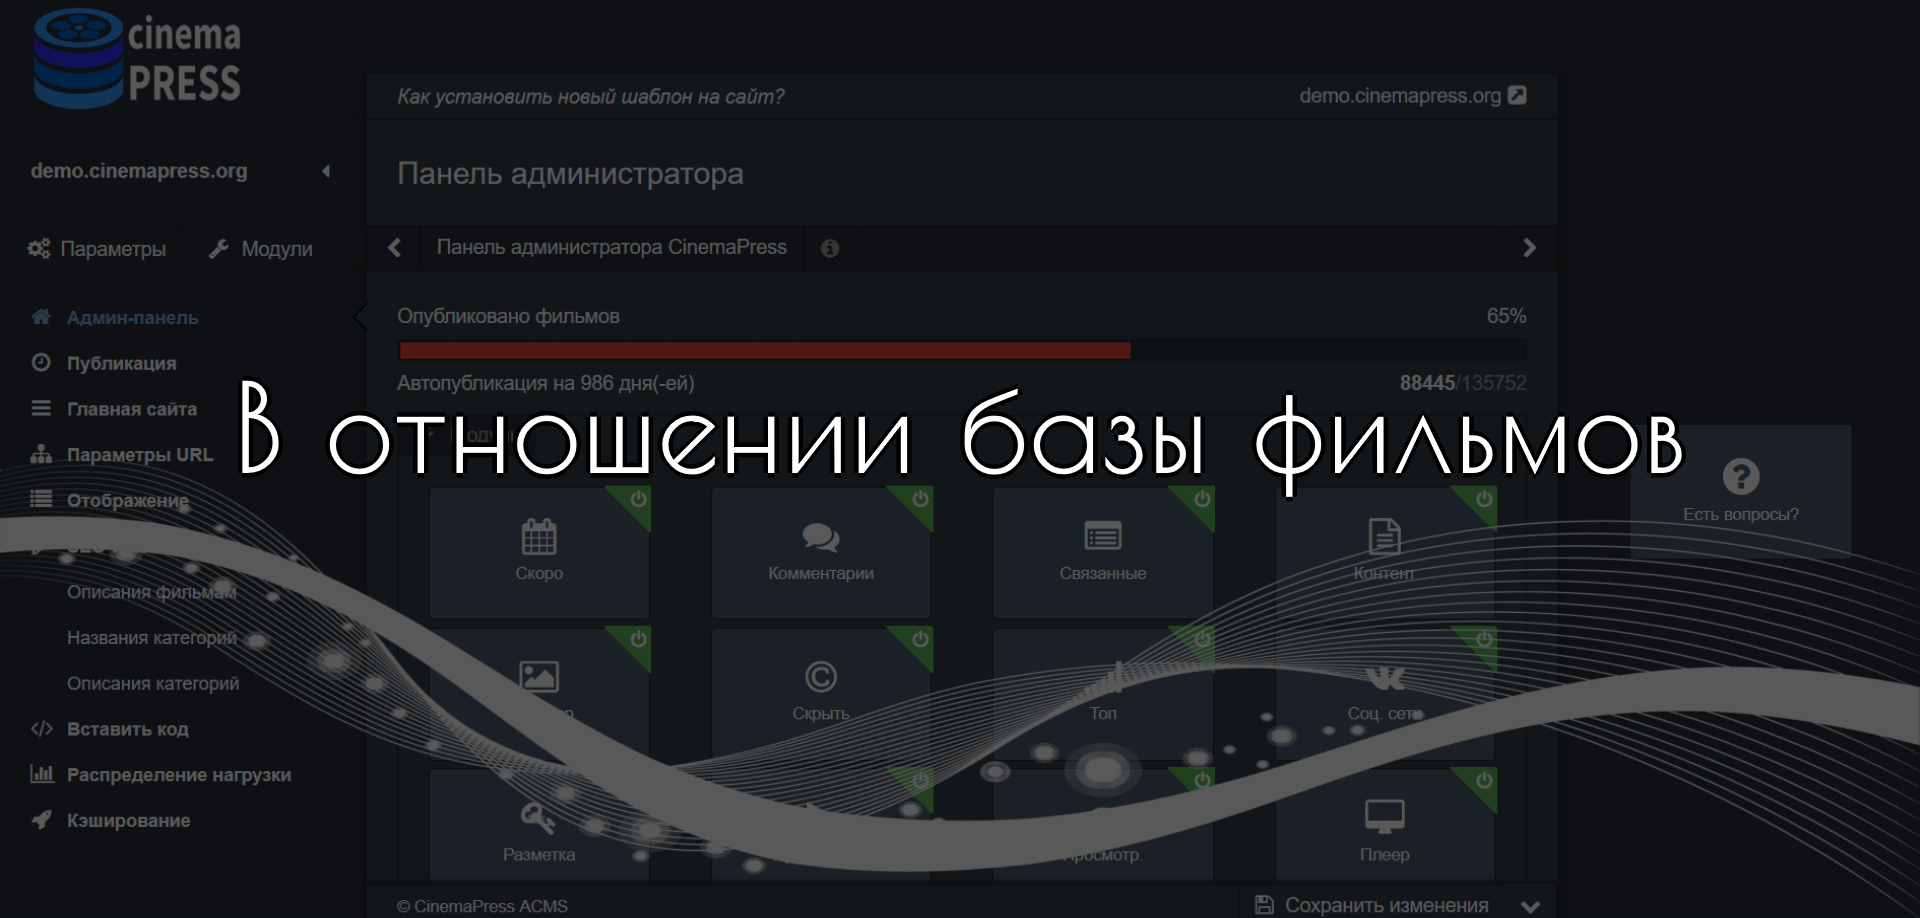 cinema
PRESS
Как установить новый шаблон на сайт?
demo.cinemapress.org
demo.cinemapress.org
Панель администратора
Параметры
Модули
Панель администратора CinemaPress
Админ-панель
Опубликовано фильмов
65%
Публикация
Автопубликация на 986 дня(-ей)
88445/135752
Главная сайта
В отношении базы фильмов
Параметры URL
Отображение
Есть вопросы?
Скоро
Комментарии
Связанные
Контент
Описания фильмам
Названия категорий
Описания категорий
Скрыть
Топ
Соц. сети
Вставить код
Распределение нагрузки
Кэширование
Разметка
Просмотр.
Плеер
© CinemaPress ACMS
Сохранить изменения